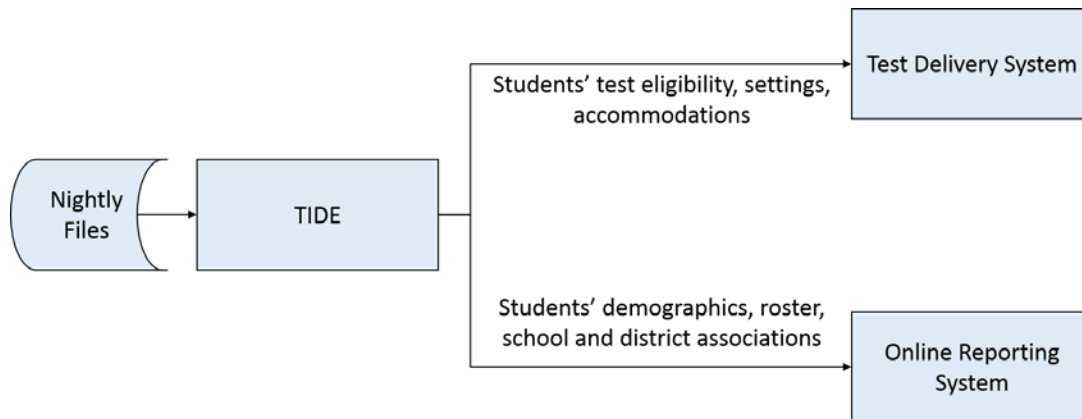 Test Delivery System
Students’ test eligibility, settings,
accommodations
Nightly
Files
TIDE
Students’ demographics, roster,
school and district associations
Online Reporting
System